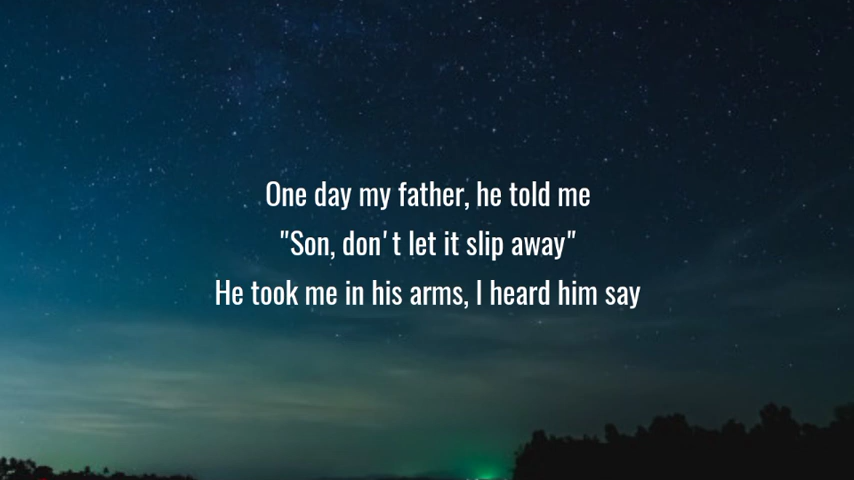 One day my father, he told me
"Son, don't let it slip away"
He took me in his arms, I heard him say